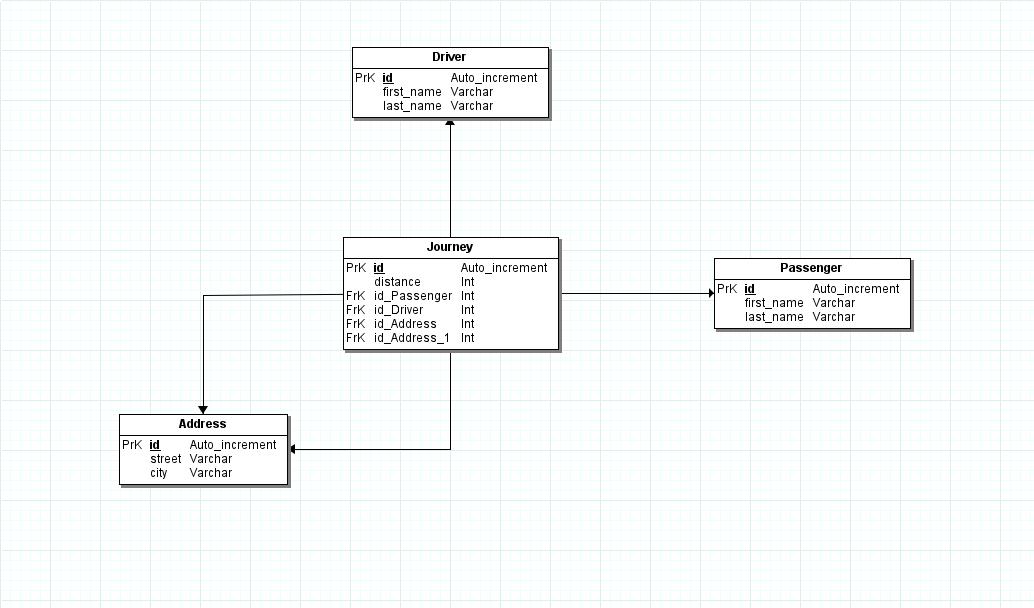 Driver
PrK id Auto_increment
first_name Varchar
last_name Varchar
Journey
PrK id Auto_increment
distance Int
FrK id_Passenger Int
FrK id_Driver Int
FrK id_Address Int
FrK id_Address_1 Int
Passenger
PrK id Auto_increment
first_name Varchar
last_name Varchar
Address
PrK id Auto_increment
street Varchar
city Varchar